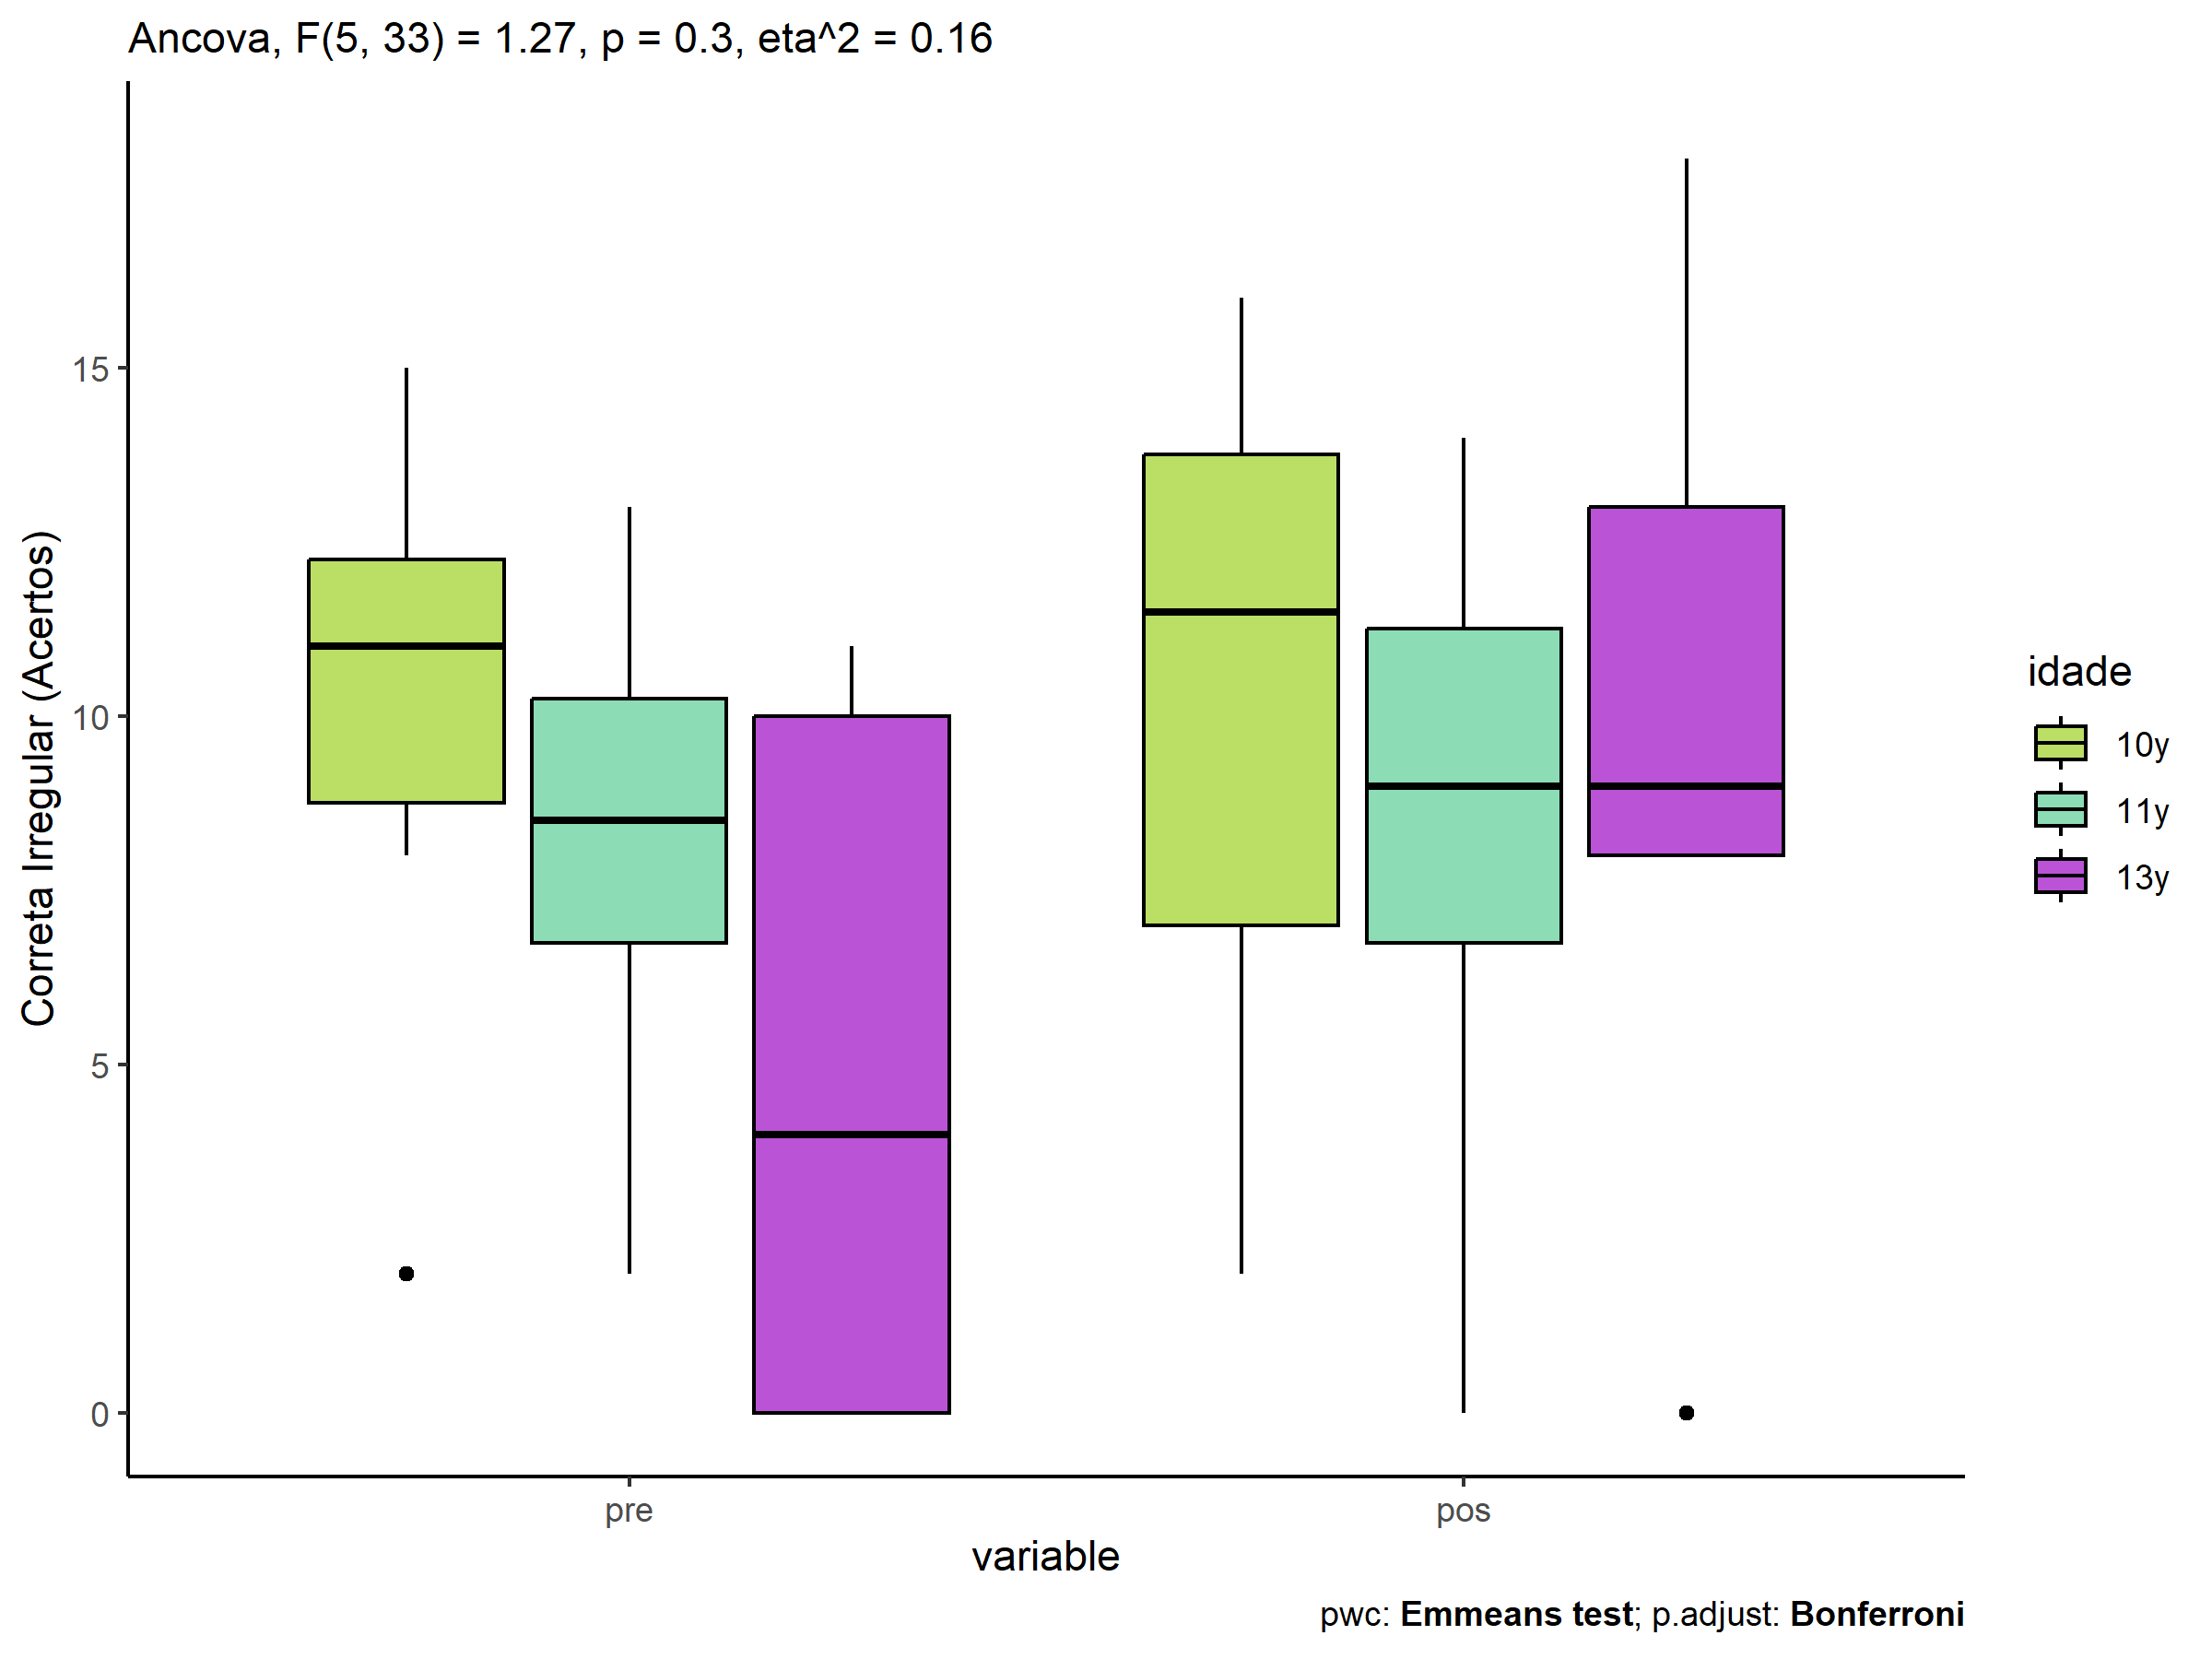 Ancova, F(5, 33) = 1.27, p = 0.3, eta^2 = 0.16
Correta Irregular (Acertos)
15
10
5
0
pre
pos
variable
idade
10y
11y
13y
pwc: Emmeans test; p.adjust: Bonferroni